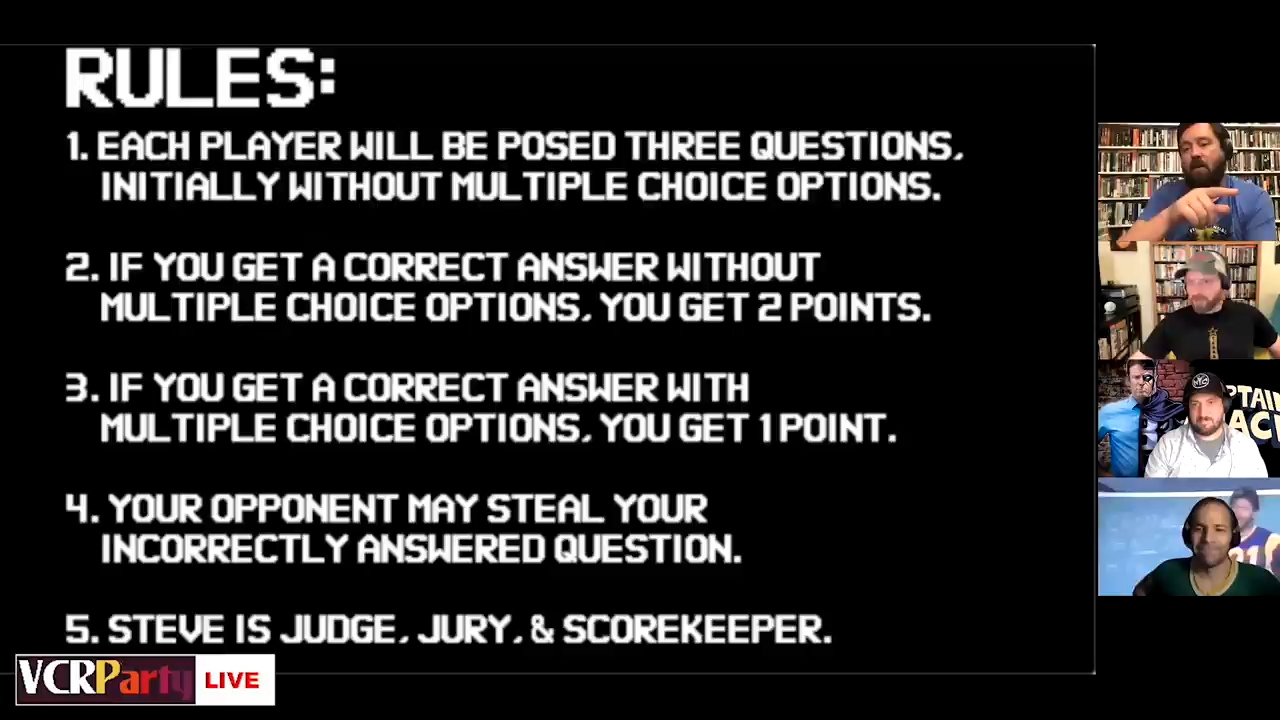 RULES:
1. EACH PLAYER WILL BE POSED THREE QUESTIONS,
INITIALLY WITHOUT MULTIPLE CHOICE OPTIONS.
2. IF YOU GET A CORRECT ANSWER WITHOUT
MULTIPLE CHOICE OPTIONS, YOU GET 2 POINTS.
3. IF YOU GET A CORRECT ANSWER WITH
MULTIPLE CHOICE OPTIONS, YOU GET 1 POINT.
4. YOUR OPPONENT MAY STEAL YOUR
INCORRECTLY ANSWERED QUESTION.
5. STEVE IS JUDGE, JURY, & SCOREKEEPER.
VCRParty LIVE
NYC
PTAI
AC